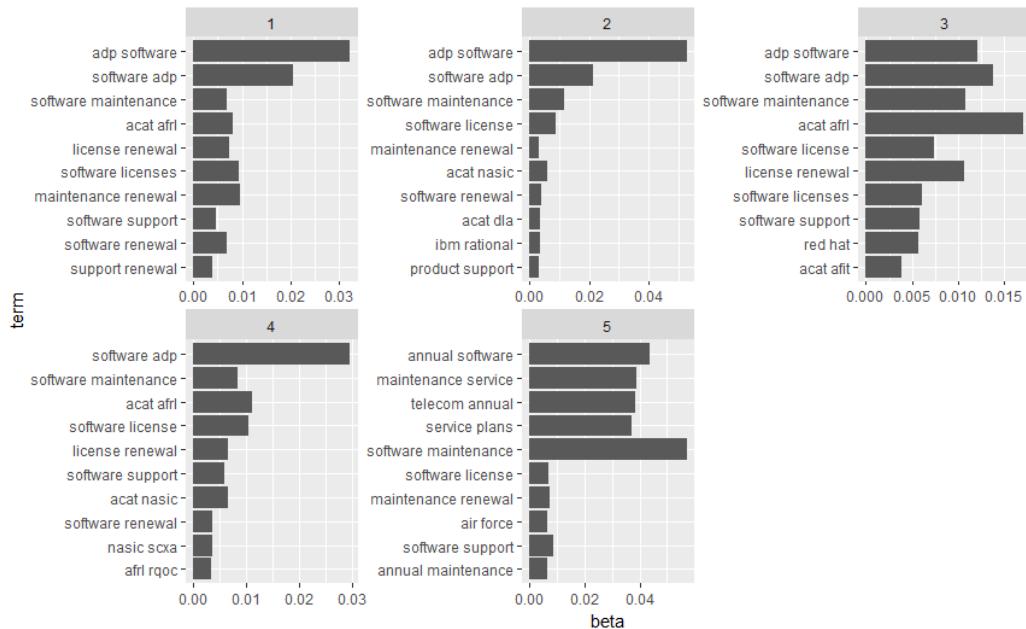 1
adp software
software adp
software maintenance
acat afrl
license renewal
software licenses
maintenance renewal
software support
software renewal
support renewal
0.00 0.01 0.02 0.03
2
adp software
software adp
software maintenance
software license
maintenance renewal
acat nasic
software renewal
acat dla
ibm rational
product support
0.00 0.02 0.04
3
adp software
software adp
software maintenance
acat afrl
software license
license renewal
software licenses
software support
red hat
acat afit
0.000 0.005 0.010 0.015
term
4
software adp
software maintenance
acat afrl
software license
license renewal
software support
acat nasic
software renewal
nasic scxa
afrl rqoc
0.00 0.01 0.02 0.03
5
annual software
maintenance service
telecom annual
service plans
software maintenance
software license
maintenance renewal
air force
software support
annual maintenance
0.00 0.02 0.04
beta